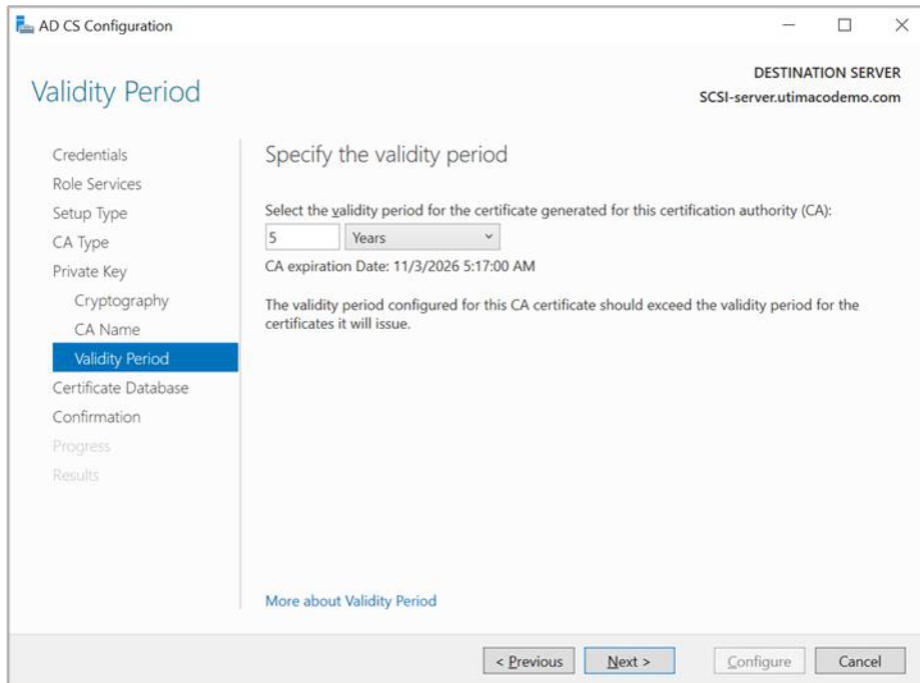 AD CS Configuration
Validity Period
DESTINATION SERVER
SCSI-server.utimacodemo.com
Credentials
Role Services
Setup Type
CA Type
Private Key
Cryptography
CA Name
Validity Period
Certificate Database
Confirmation
Progress
Results
Specify the validity period
Select the validity period for the certificate generated for this certification authority (CA):
5 Years
CA expiration Date: 11/3/2026 5:17:00 AM
The validity period configured for this CA certificate should exceed the validity period for the
certificates it will issue.
More about Validity Period
< Previous Next > Configure Cancel